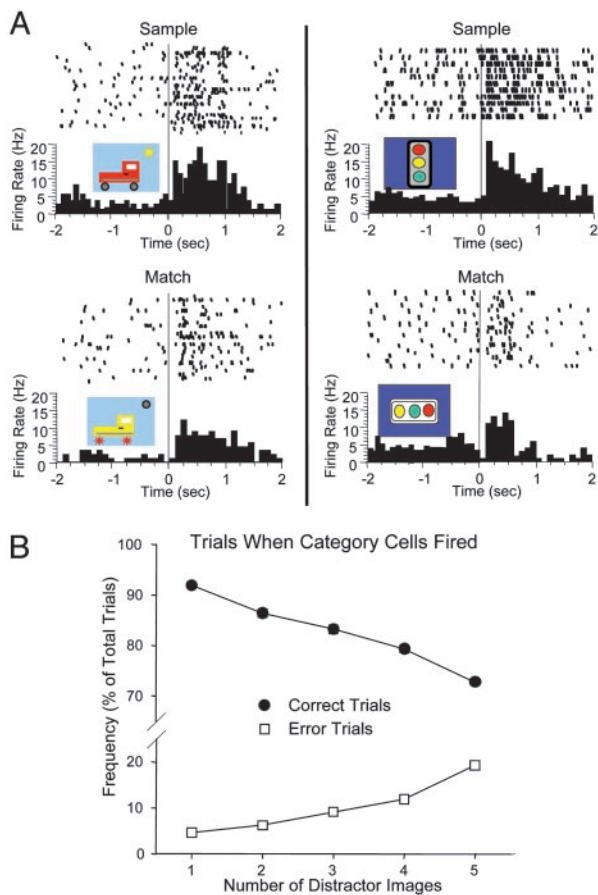 A
Sample
Sample
Firing Rate (Hz)
20
15
10
5
0
-2 -1 0 1 2
Time (sec)
Firing Rate (Hz)
20
15
10
5
0
-2 -1 0 1 2
Time (sec)
Match
Match
Firing Rate (Hz)
20
15
10
5
0
-2 -1 0 1 2
Time (sec)
Firing Rate (Hz)
20
15
10
5
0
-2 -1 0 1 2
Time (sec)
B
Trials When Category Cells Fired
Frequency (% of Total Trials)
100
90
80
70
20
10
0
Correct Trials
Error Trials
1 2 3 4 5
Number of Distractor Images